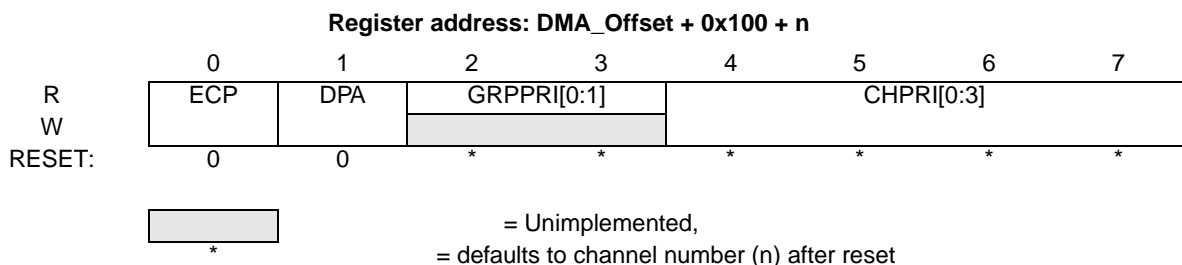 Register address: DMA_Offset + 0x100 + n
0 1 2 3 4 5 6 7
R ECP DPA GRPPRI[0:1] CHPRI[0:3]
W
RESET: 0 0 * * * * * *
= Unimplemented,
* = defaults to channel number (n) after reset